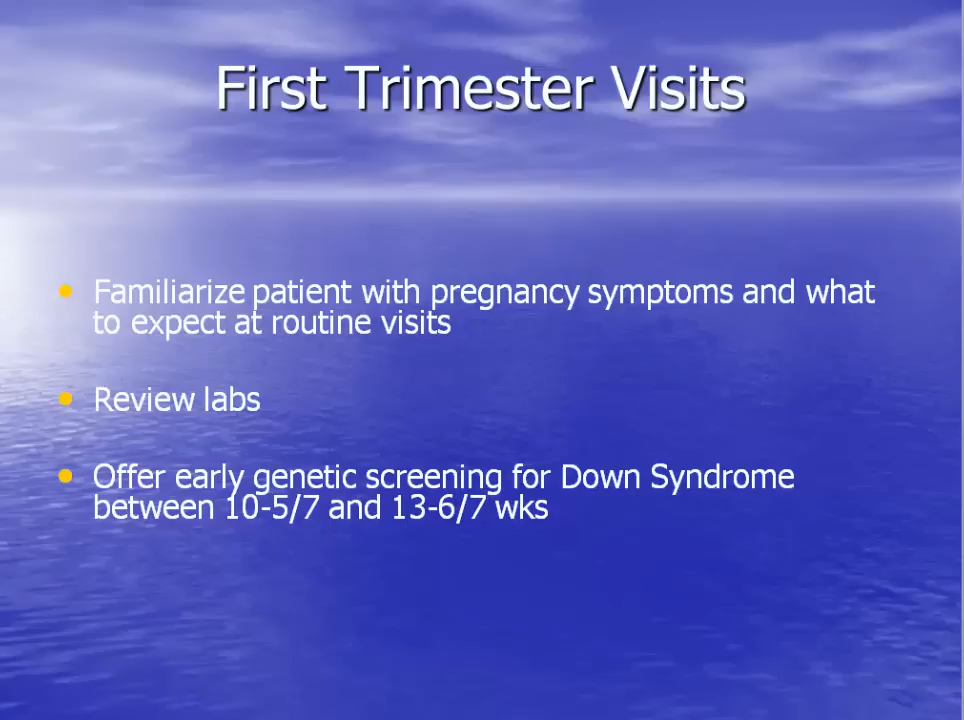 First Trimester Visits
• Familiarize patient with pregnancy symptoms and what
to expect at routine visits
• Review labs
• Offer early genetic screening for Down Syndrome
between 10-5/7 and 13-6/7 wks